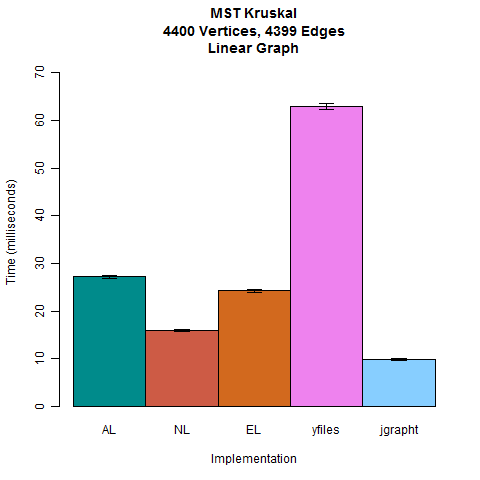 MST Kruskal
4400 Vertices, 4399 Edges
Linear Graph
Time (milliseconds)
70
60
50
40
30
20
10
0
AL NL EL yfiles jgrapht
Implementation